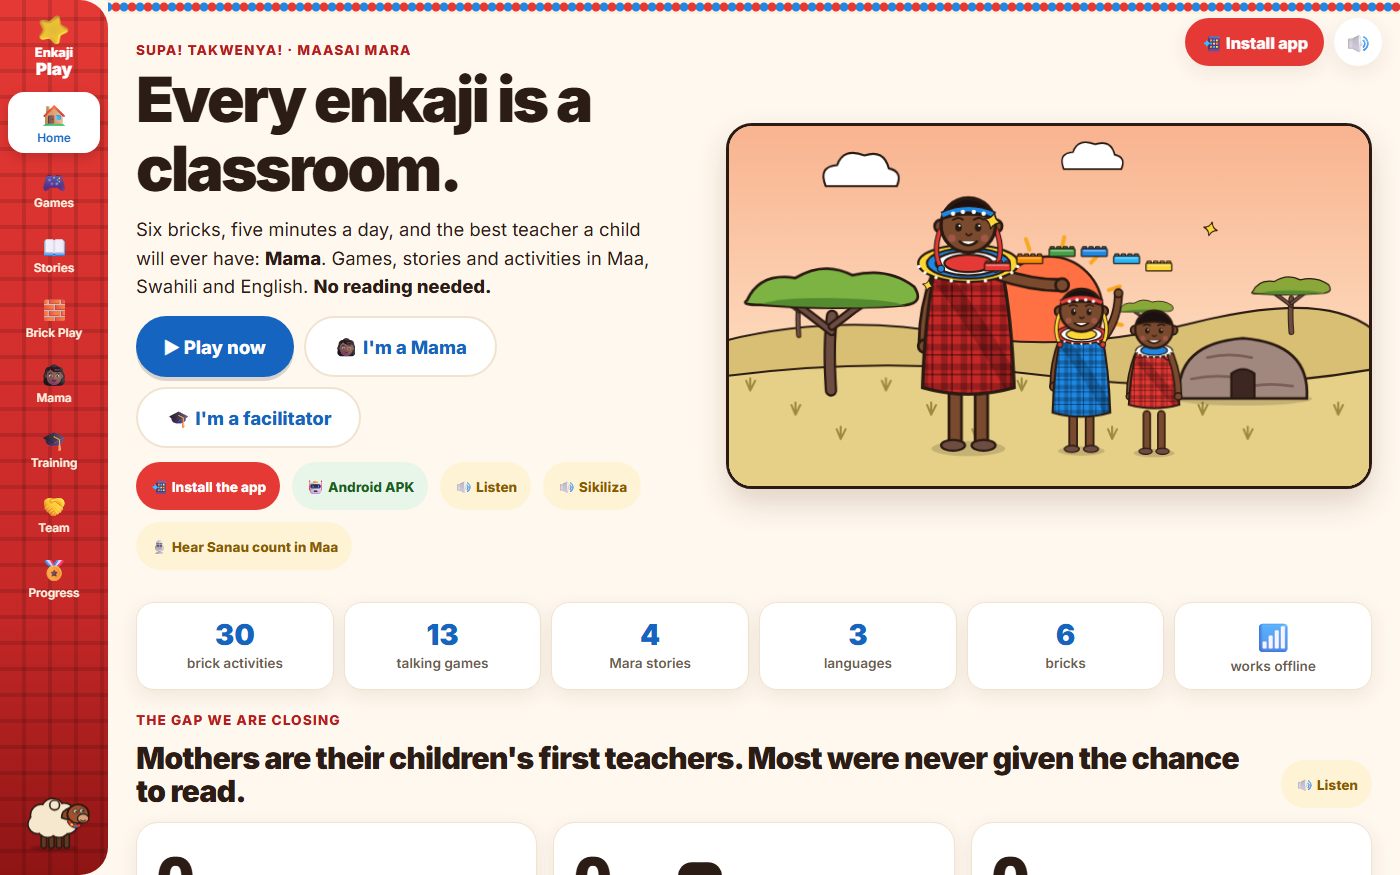 Enkaji
Play
Home
Games
Stories
Brick Play
Mama
Training
Team
Progress
Install app
SUPA! TAKWENYA! · MAASAI MARA
Every enkaji is a
classroom.
Six bricks, five minutes a day, and the best teacher a child
will ever have: Mama. Games, stories and activities in Maa,
Swahili and English. No reading needed.
Play now
I'm a Mama
I'm a facilitator
Install the app
Android APK
Listen
Sikiliza
Hear Sanau count in Maa
30
brick activities
13
talking games
4
Mara stories
3
languages
6
bricks
works offline
THE GAP WE ARE CLOSING
Mothers are their children's first teachers. Most were never given the chance
to read.
Listen